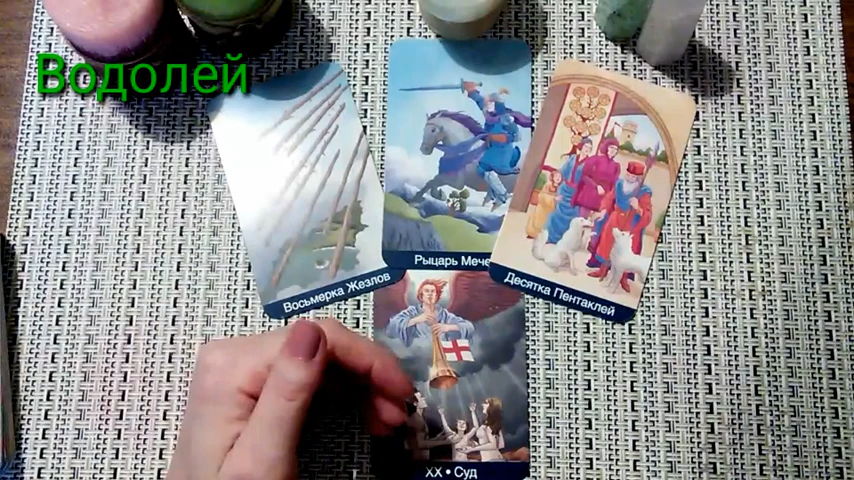 Водолей
Восьмерка Жезлов
Рыцарь Мече
Десятка Пентаклей
XX • Суд